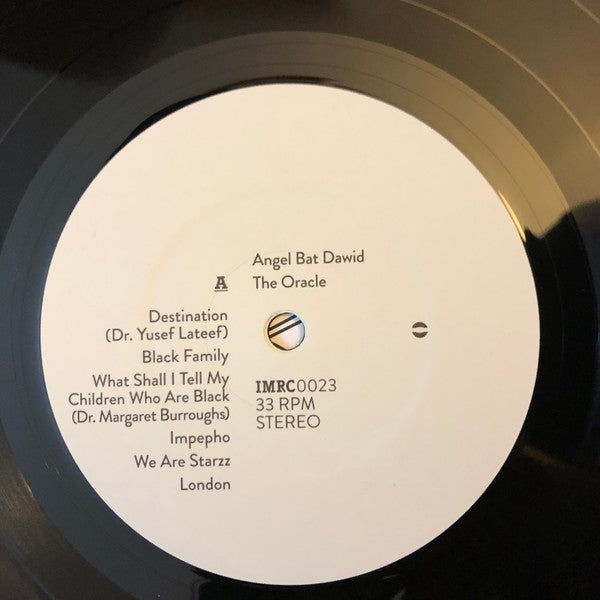 Angel Bat Dawid
A The Oracle
Destination
(Dr. Yusef Lateef)
Black Family
What Shall I Tell My
Children Who Are Black
(Dr. Margaret Burroughs)
Impepho
We Are Starzz
London
IMRC0023
33 RPM
STEREO